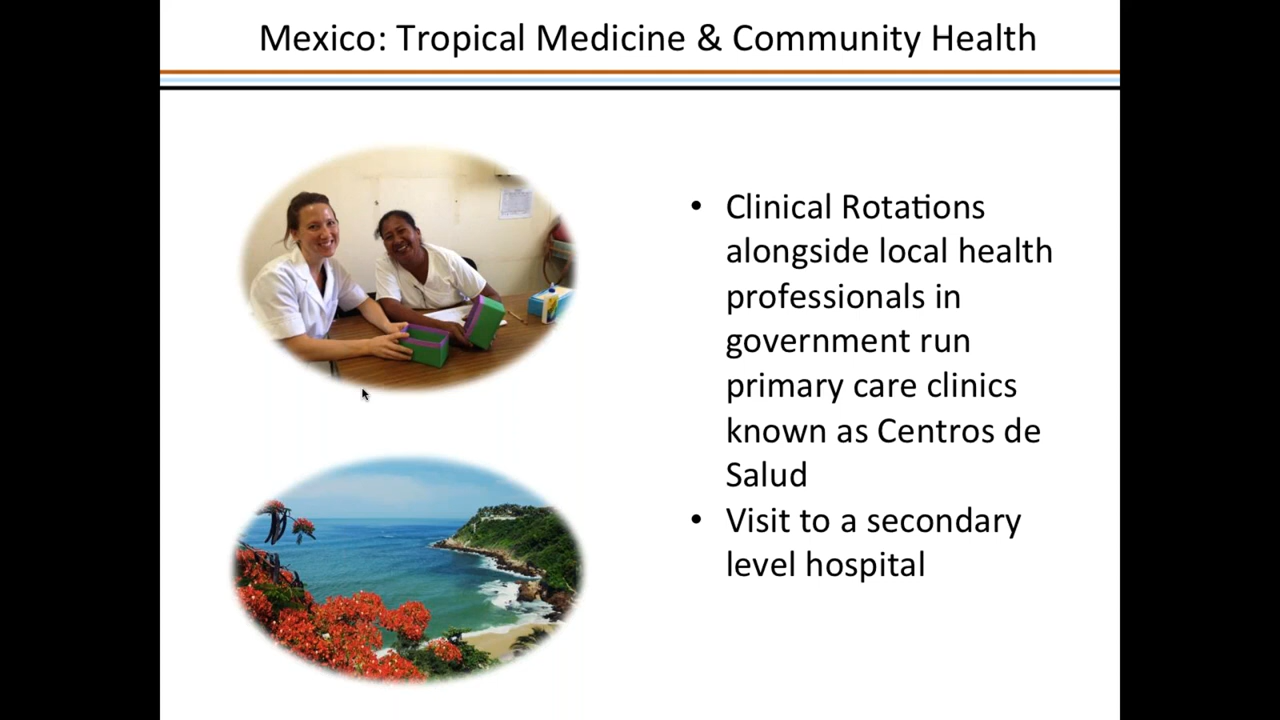 Mexico: Tropical Medicine & Community Health
• Clinical Rotations
alongside local health
professionals in
government run
primary care clinics
known as Centros de
Salud
• Visit to a secondary
level hospital